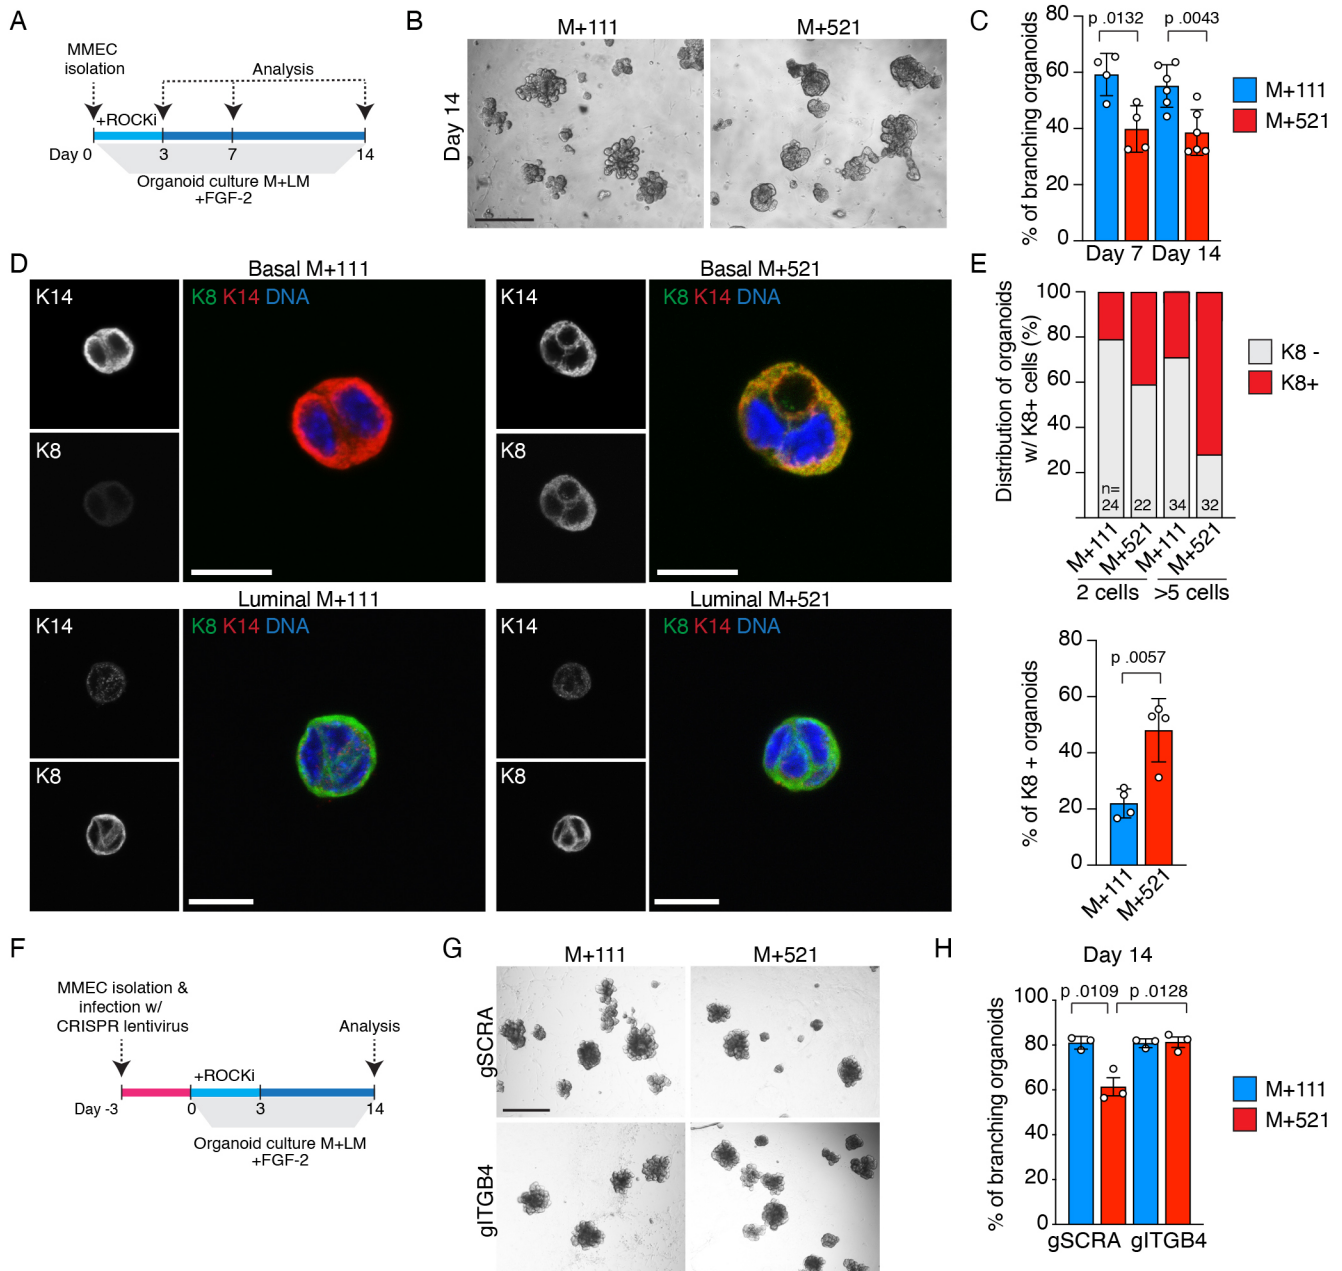 A
MMEC
isolation
Analysis
+ROCKi
Day 0
3
7
14
Organoid culture M+LM
+FGF-2
B
M+111
M+521
Day 14
C
% of branching organoids
80
60
40
20
0
p .0132
p .0043
Day 7
Day 14
M+111
M+521
D
Basal M+111
K14
K8
K8 K14 DNA
Basal M+521
K14
K8
K8 K14 DNA
Luminal M+111
K14
K8
K8 K14 DNA
Luminal M+521
K14
K8
K8 K14 DNA
E
Distribution of organoids
w/ K8+ cells (%)
100
80
60
40
20
n=
24
22
34
32
M+111
M+521
M+111
M+521
2 cells
>5 cells
K8 -
K8+
% of K8 + organoids
80
60
40
20
0
p .0057
M+111
M+521
F
MMEC isolation &
infection w/
CRISPR lentivirus
Analysis
+ROCKi
Day -3
0
3
14
Organoid culture M+LM
+FGF-2
G
M+111
M+521
gSCRA
gITGB4
H
Day 14
% of branching organoids
100
80
60
40
20
0
p .0109
p .0128
gSCRA
gITGB4
M+111
M+521